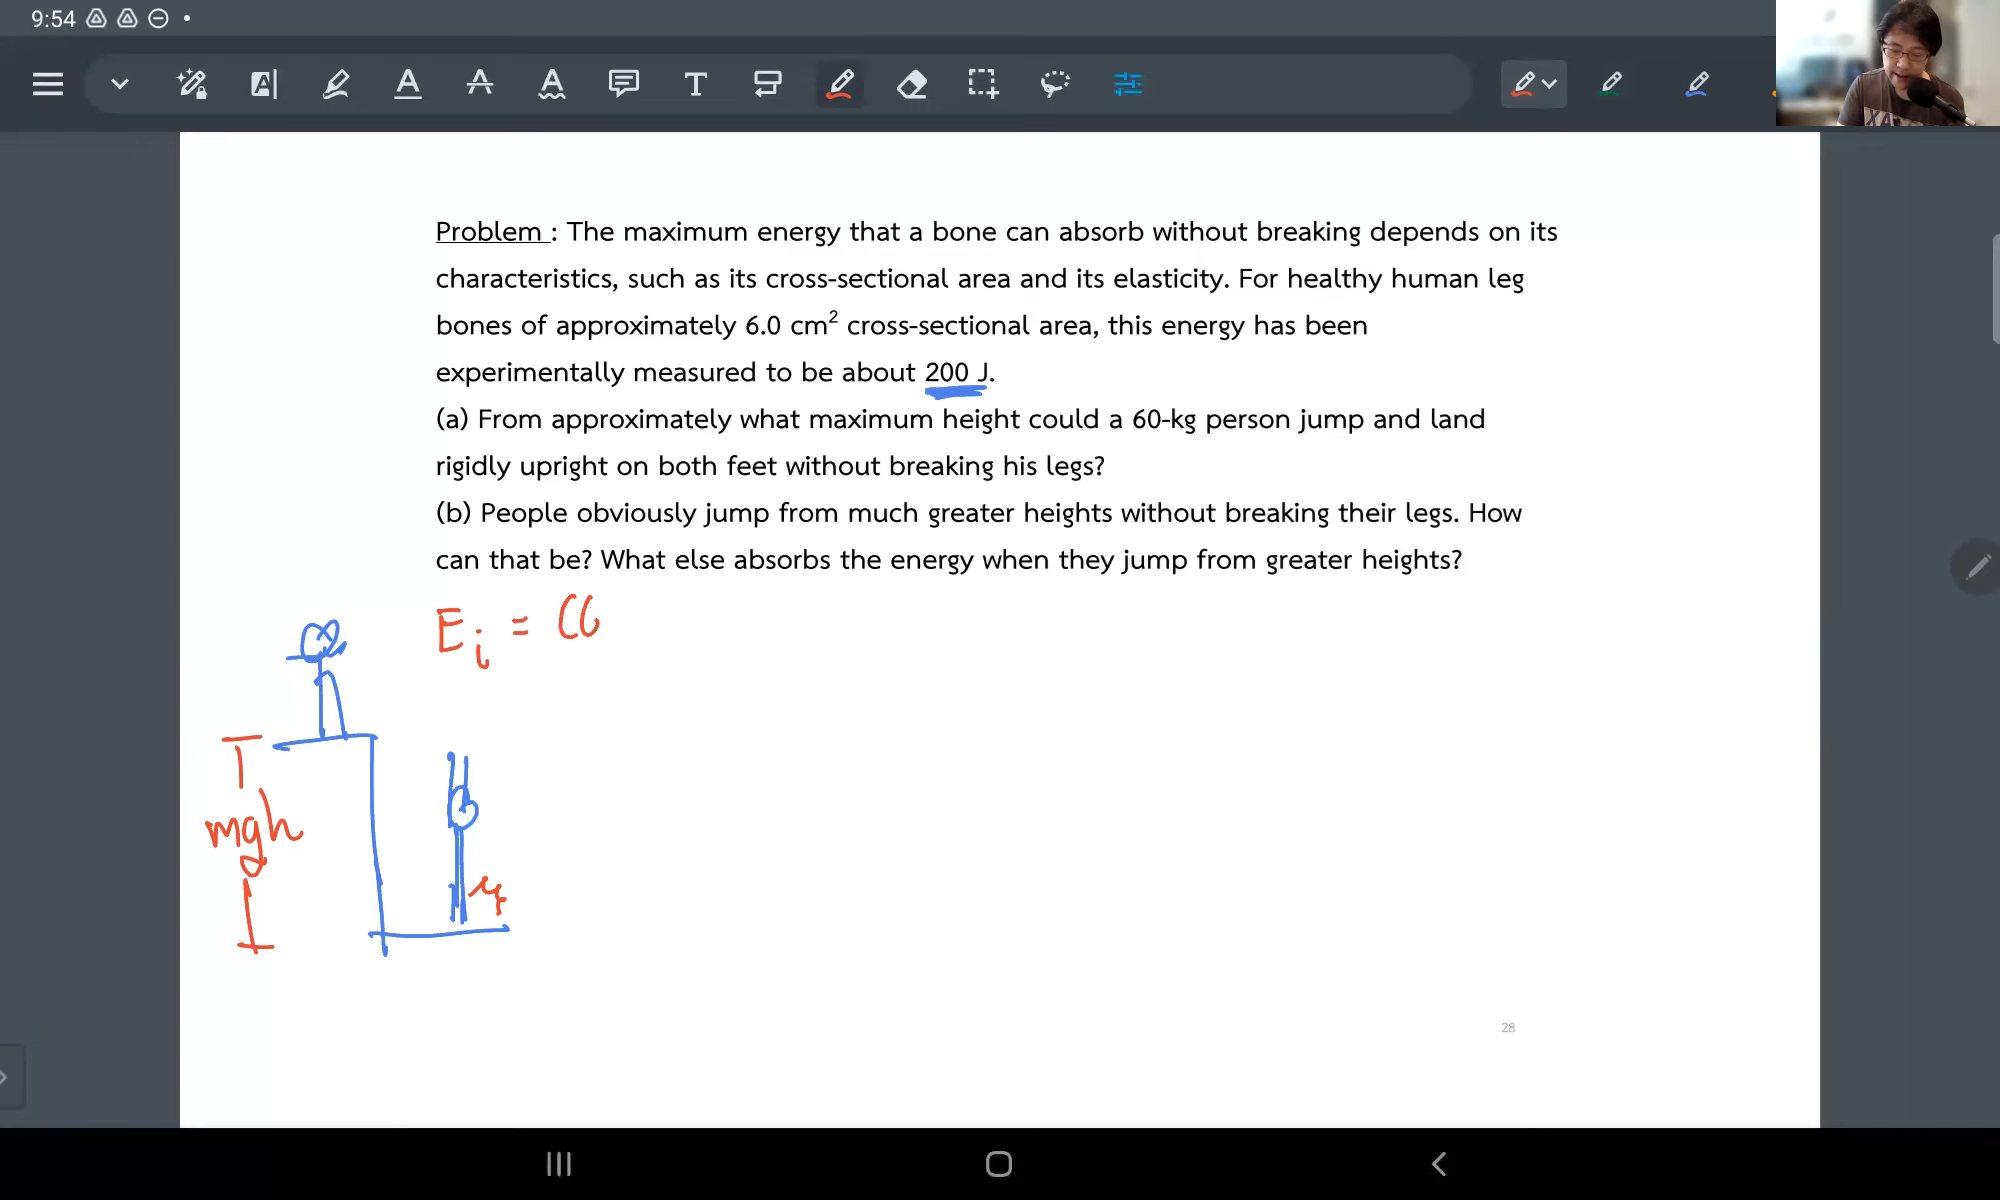 9:54
Problem : The maximum energy that a bone can absorb without breaking depends on its
characteristics, such as its cross-sectional area and its elasticity. For healthy human leg
bones of approximately 6.0 cm² cross-sectional area, this energy has been
experimentally measured to be about 200 J.
(a) From approximately what maximum height could a 60-kg person jump and land
rigidly upright on both feet without breaking his legs?
(b) People obviously jump from much greater heights without breaking their legs. How
can that be? What else absorbs the energy when they jump from greater heights?
E i =
mgh
28